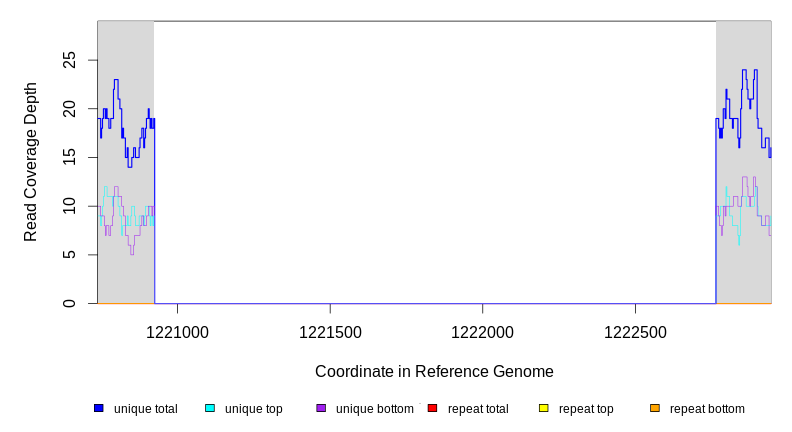 Read Coverage Depth
25
20
15
10
5
0
1221000 1221500 1222000 1222500
Coordinate in Reference Genome
unique total unique top unique bottom repeat total repeat top repeat bottom